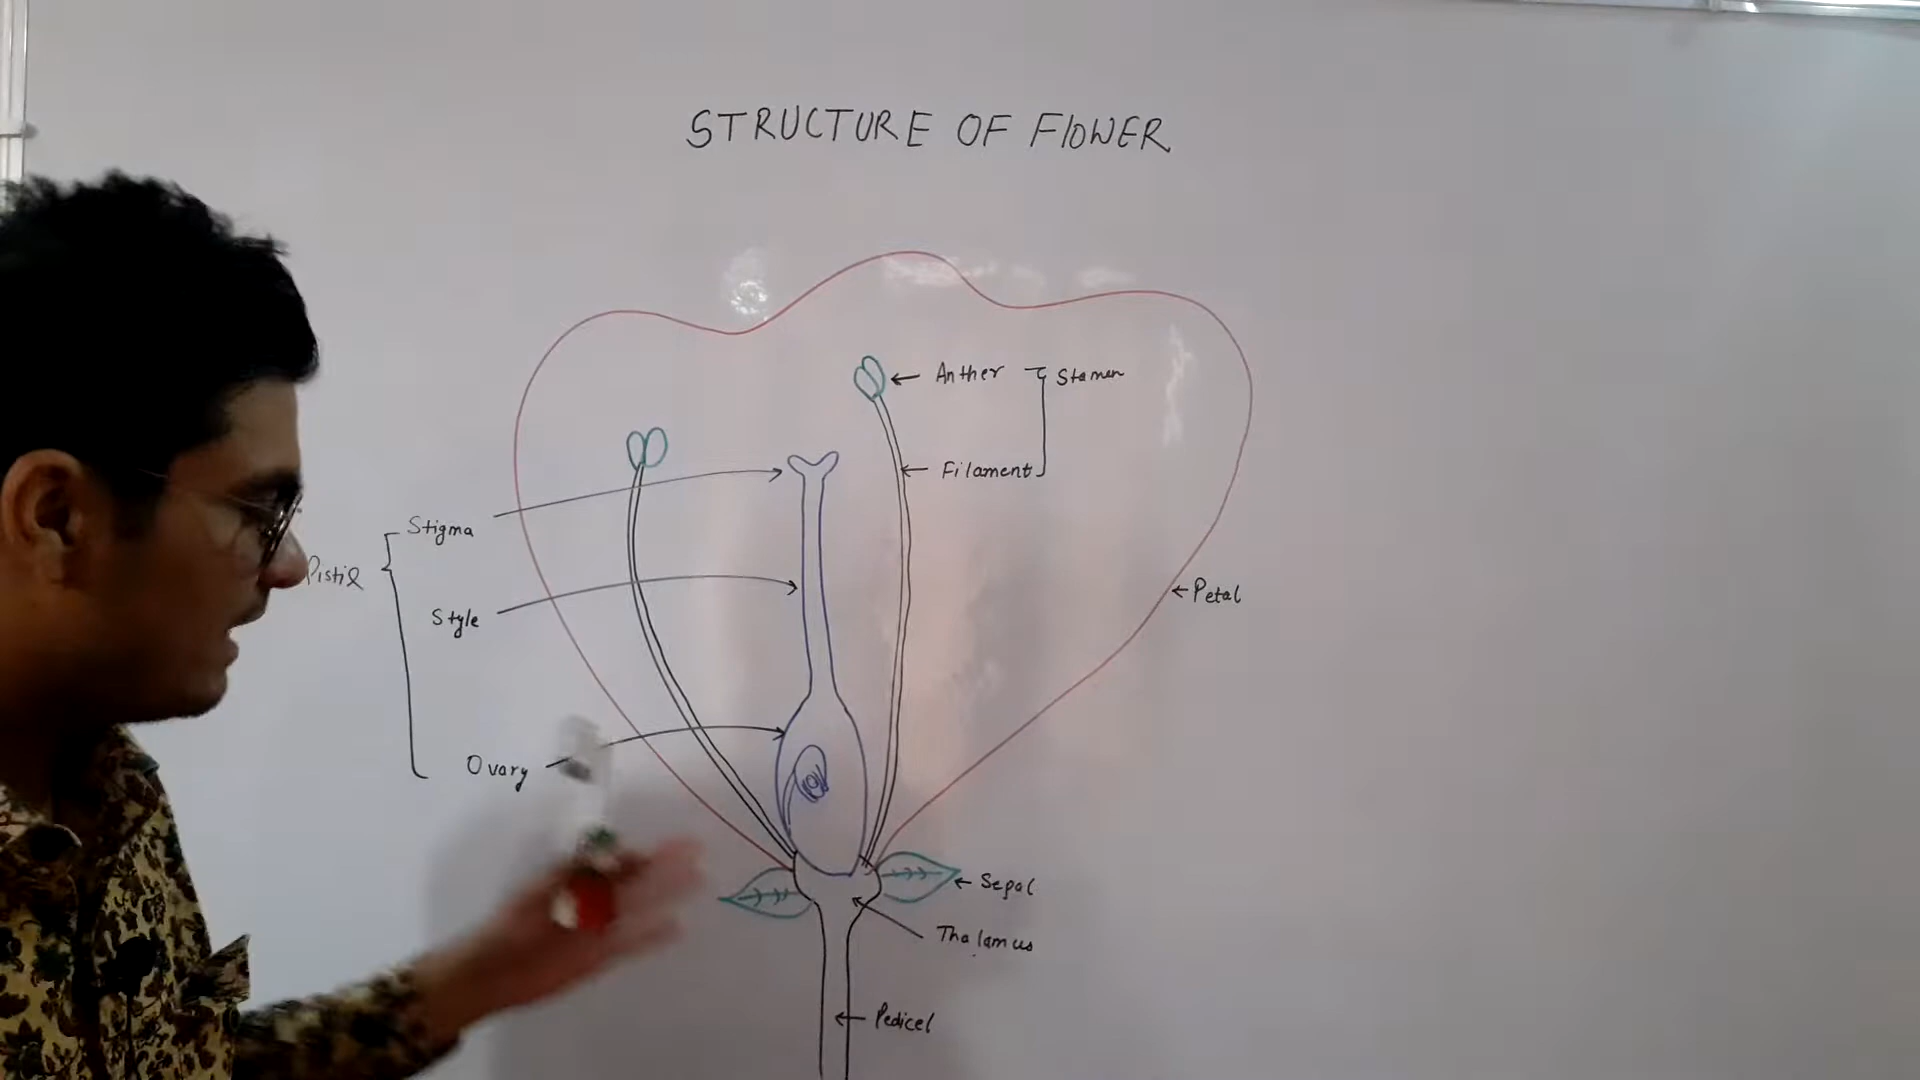 STRUCTURE OF FLOWER
Anther
Stamen
Filament
Stigma
Pistil
Style
Petal
Ovary
Sepal
Thalamus
Pedicel